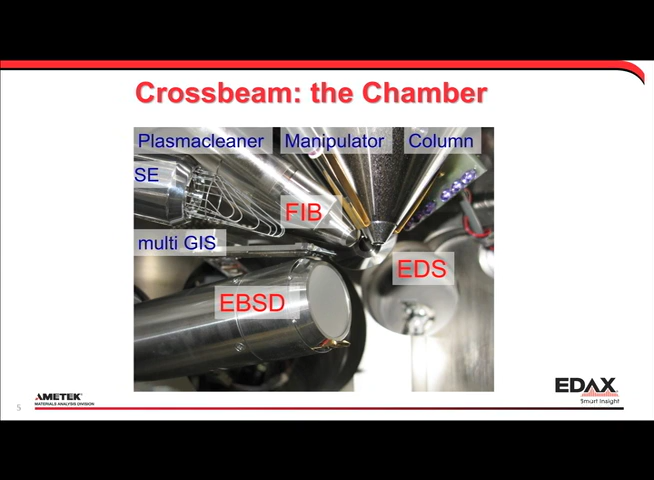 Crossbeam: the Chamber
Plasmacleaner Manipulator Column
SE
FIB
multi GIS
EDS
EBSD
5
AMETEK
MATERIALS ANALYSIS DIVISION
EDAX
Smart Insight